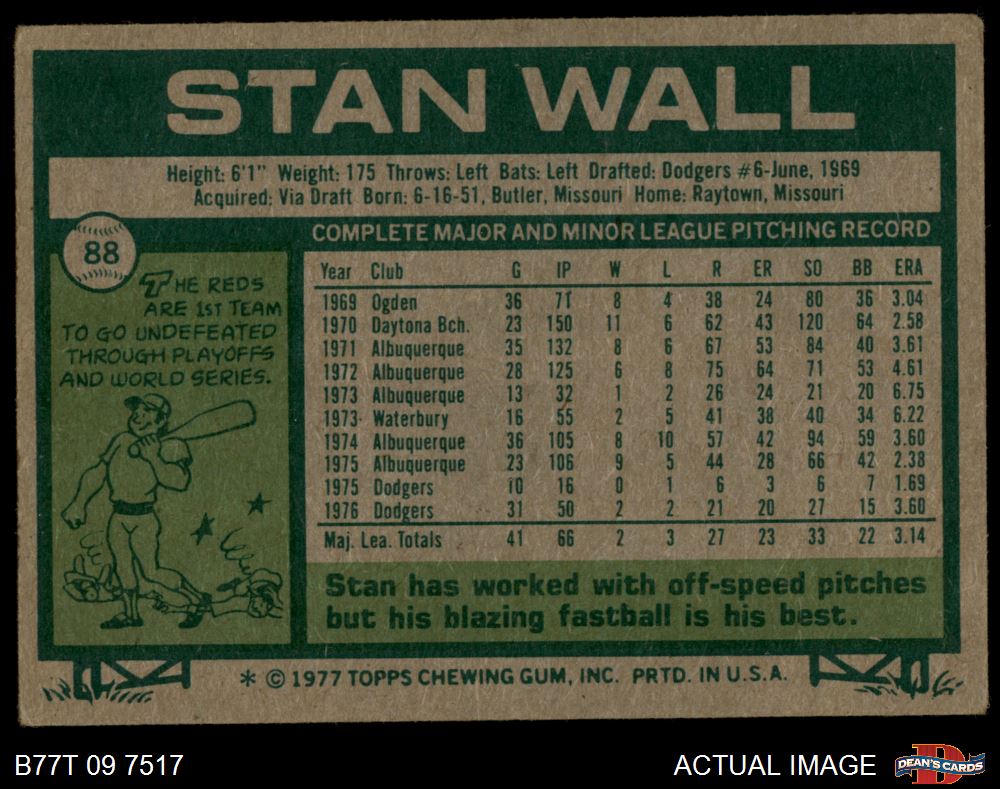 STAN WALL
Height: 6'1" Weight: 175 Throws: Left Bats: Left Drafted: Dodgers #6-June, 1969
Acquired: Via Draft Born: 6-16-51, Butler, Missouri Home: Raytown, Missouri
88
THE REDS
ARE 1ST TEAM
TO GO UNDEFEATED
THROUGH PLAYOFFS
AND WORLD SERIES.
COMPLETE MAJOR AND MINOR LEAGUE PITCHING RECORD
Year Club G IP W L R ER SO BB ERA
1969 Ogden 36 71 8 4 38 24 80 36 3.04
1970 Daytona Bch. 23 150 11 6 62 43 120 64 2.58
1971 Albuquerque 35 132 8 6 67 53 84 40 3.61
1972 Albuquerque 28 125 6 8 75 64 71 53 4.61
1973 Albuquerque 13 32 1 2 26 24 21 20 6.75
1973 Waterbury 16 55 2 5 41 38 40 34 6.22
1974 Albuquerque 36 105 8 10 57 42 94 59 3.60
1975 Albuquerque 23 106 9 5 44 28 66 42 2.38
1975 Dodgers 10 16 0 1 6 3 6 7 1.69
1976 Dodgers 31 50 2 2 21 20 27 15 3.60
Maj. Lea. Totals 41 66 2 3 27 23 33 22 3.14
Stan has worked with off-speed pitches
but his blazing fastball is his best.
* © 1977 TOPPS CHEWING GUM, INC. PRTD. IN U.S.A.
B77T 09 7517
ACTUAL IMAGE
D
DEAN'S CARDS